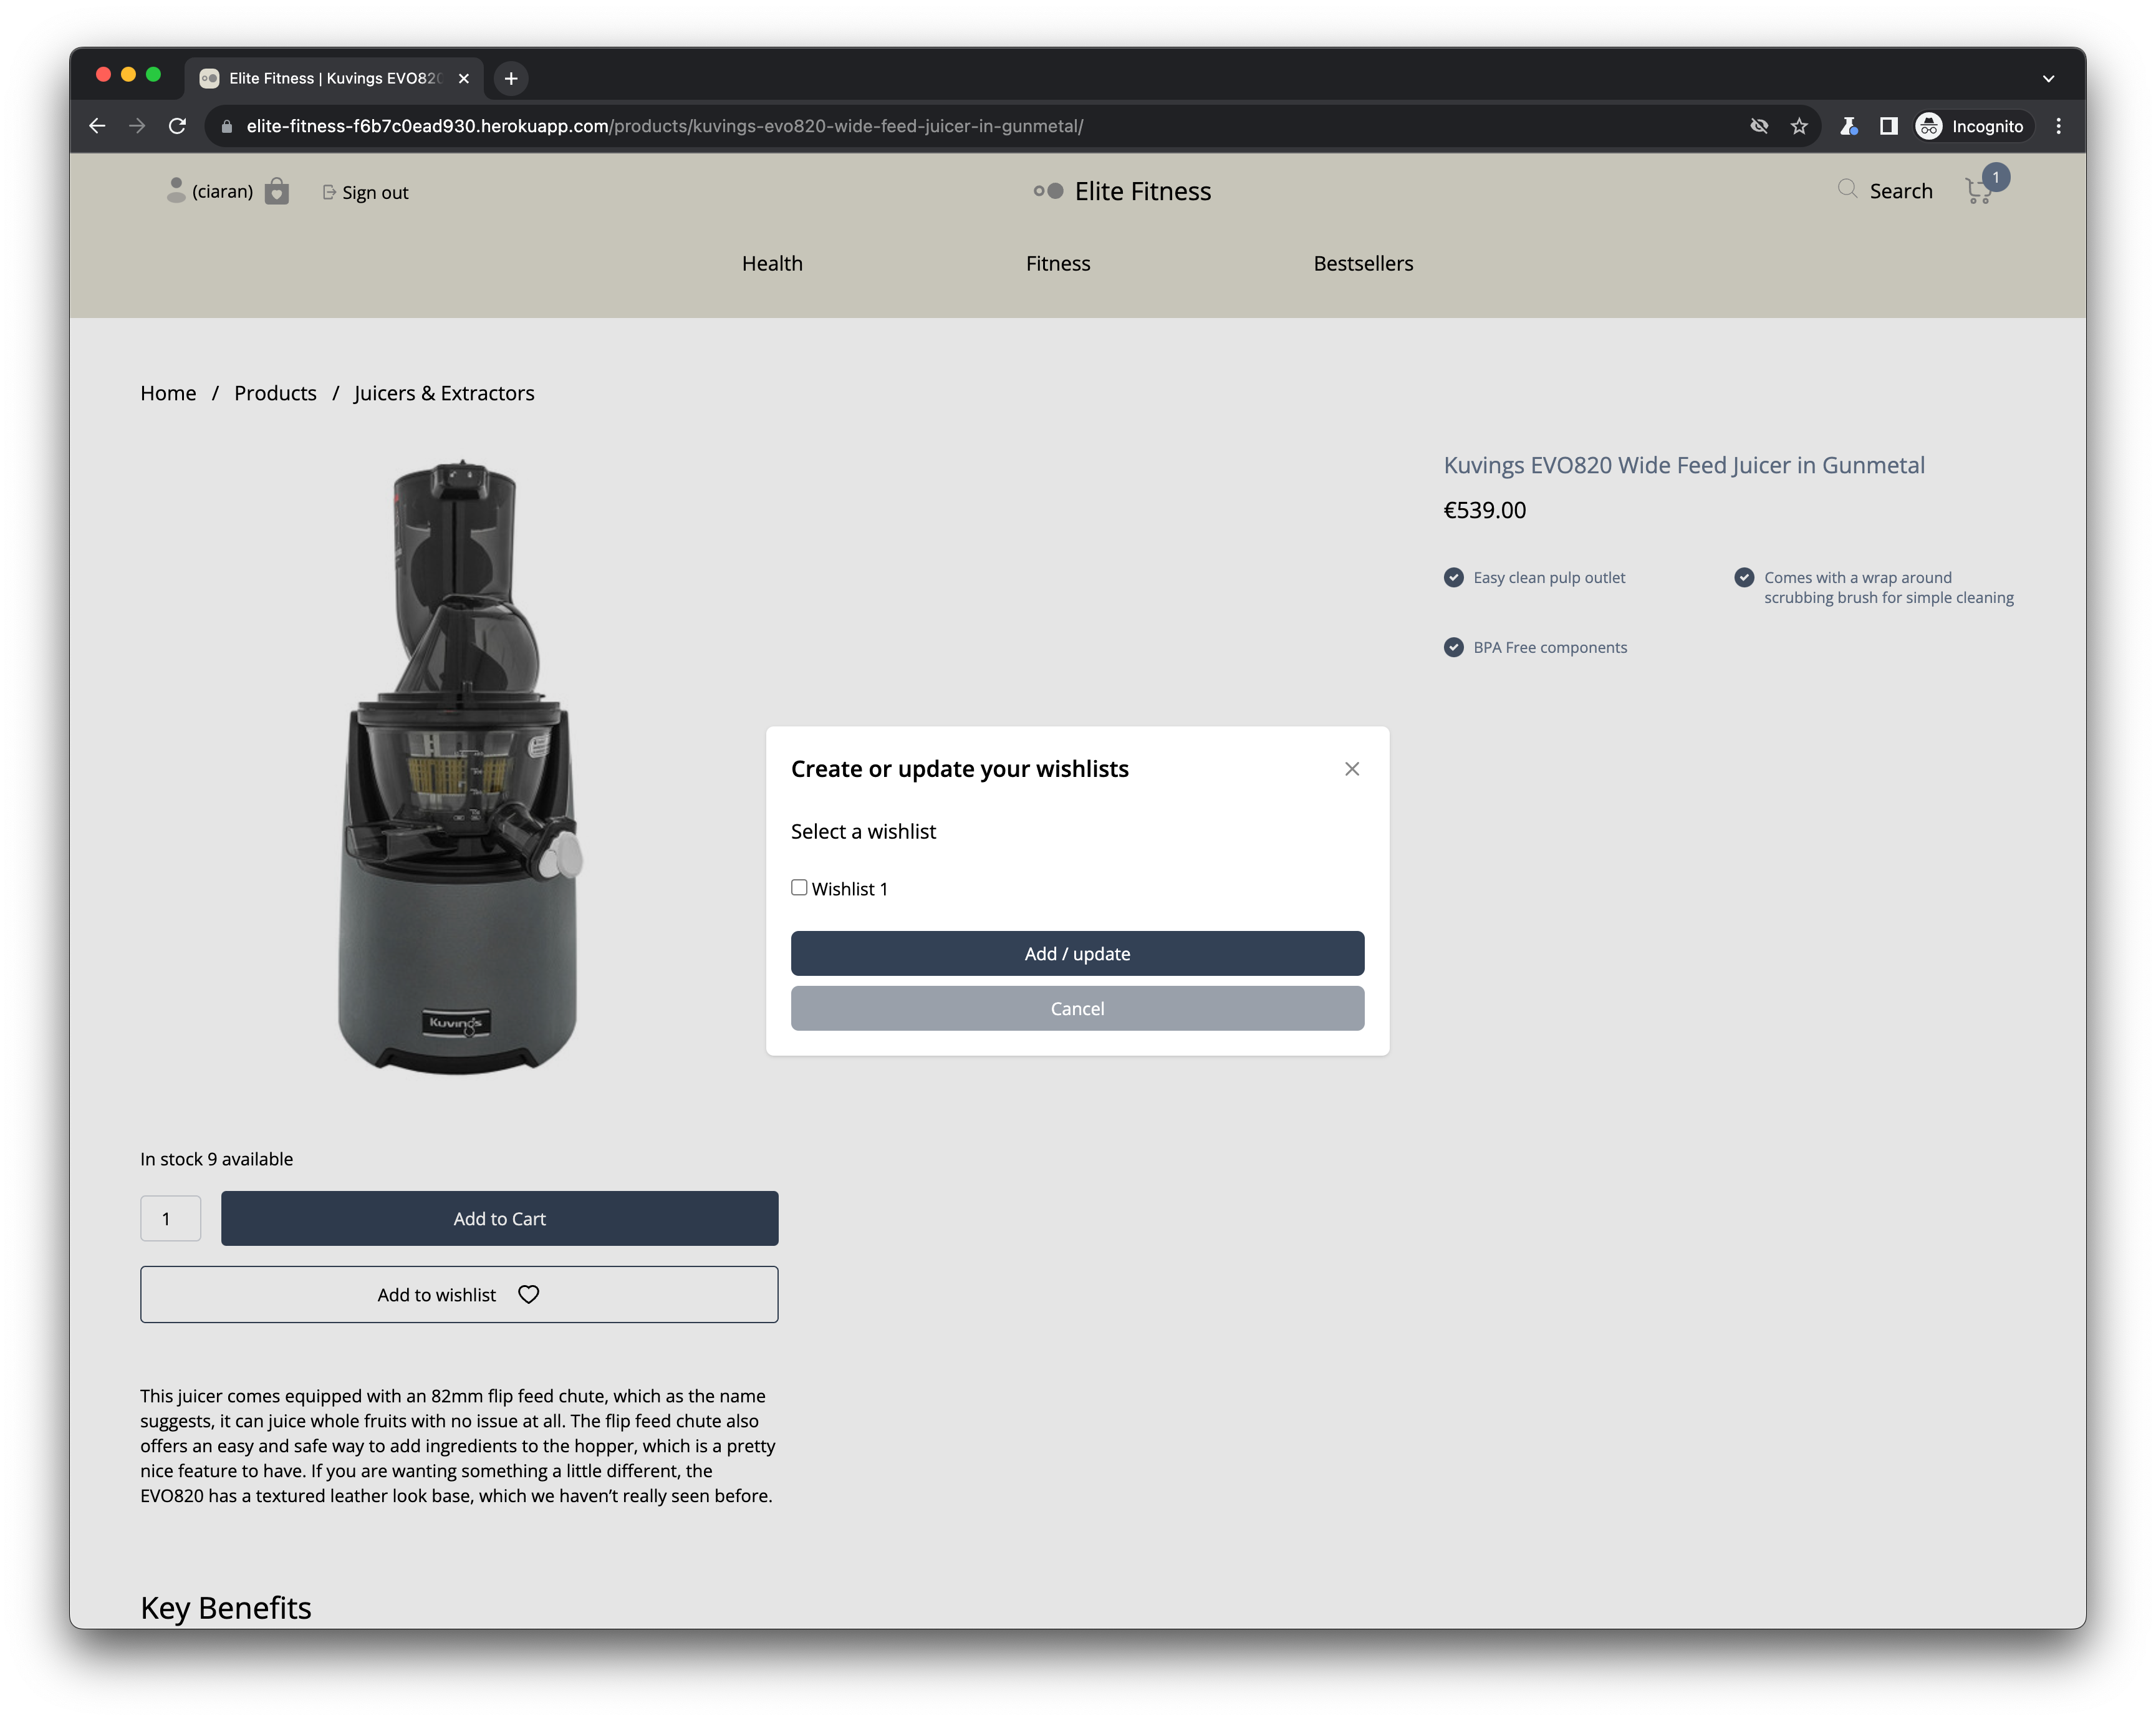 Elite Fitness | Kuvings EVO820
elite-fitness-f6b7c0ead930.herokuapp.com/products/kuvings-evo820-wide-feed-juicer-in-gunmetal/
Incognito
(ciaran)
Sign out
Elite Fitness
Search
1
Health
Fitness
Bestsellers
Home / Products / Juicers & Extractors
Kuvings EVO820 Wide Feed Juicer in Gunmetal
€539.00
Easy clean pulp outlet
Comes with a wrap around
scrubbing brush for simple cleaning
BPA Free components
Create or update your wishlists
Select a wishlist
Wishlist 1
Add / update
Cancel
Kuvings
In stock 9 available
1
Add to Cart
Add to wishlist
This juicer comes equipped with an 82mm flip feed chute, which as the name
suggests, it can juice whole fruits with no issue at all. The flip feed chute also
offers an easy and safe way to add ingredients to the hopper, which is a pretty
nice feature to have. If you are wanting something a little different, the
EVO820 has a textured leather look base, which we haven’t really seen before.
Key Benefits